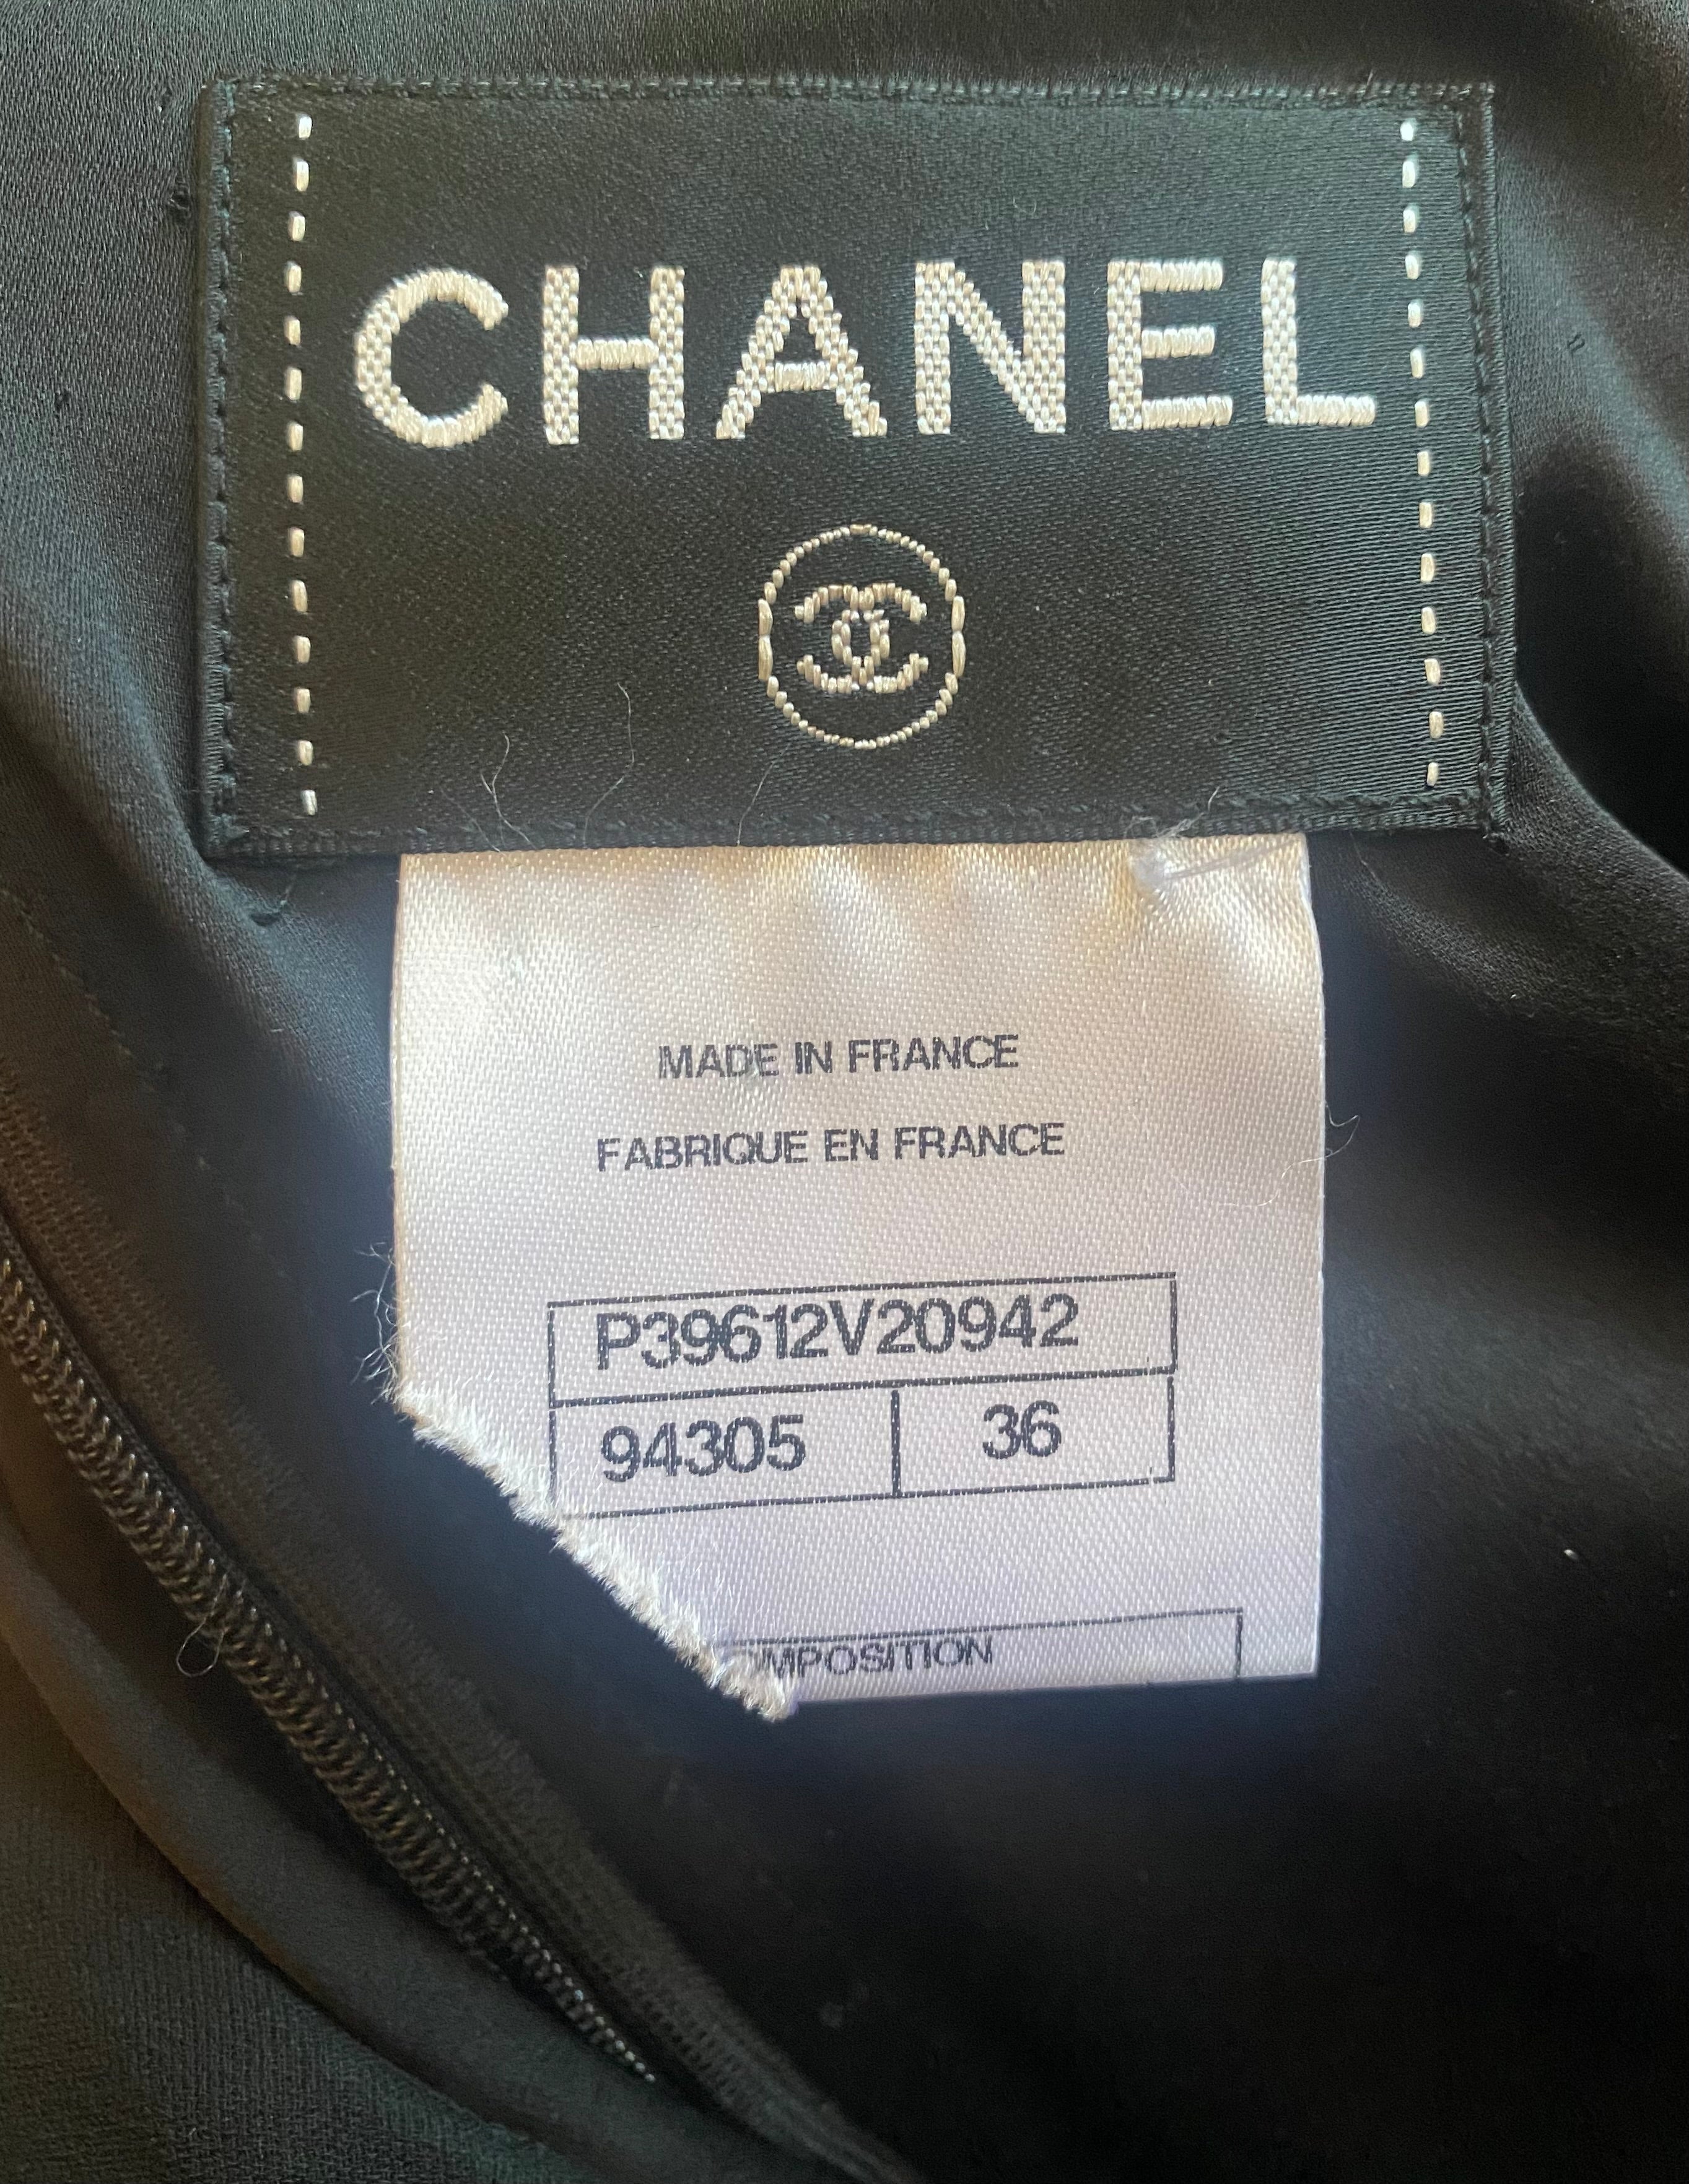 CHANEL
MADE IN FRANCE
FABRIQUE EN FRANCE
P39612V20942
94305 36
OMPOSITION